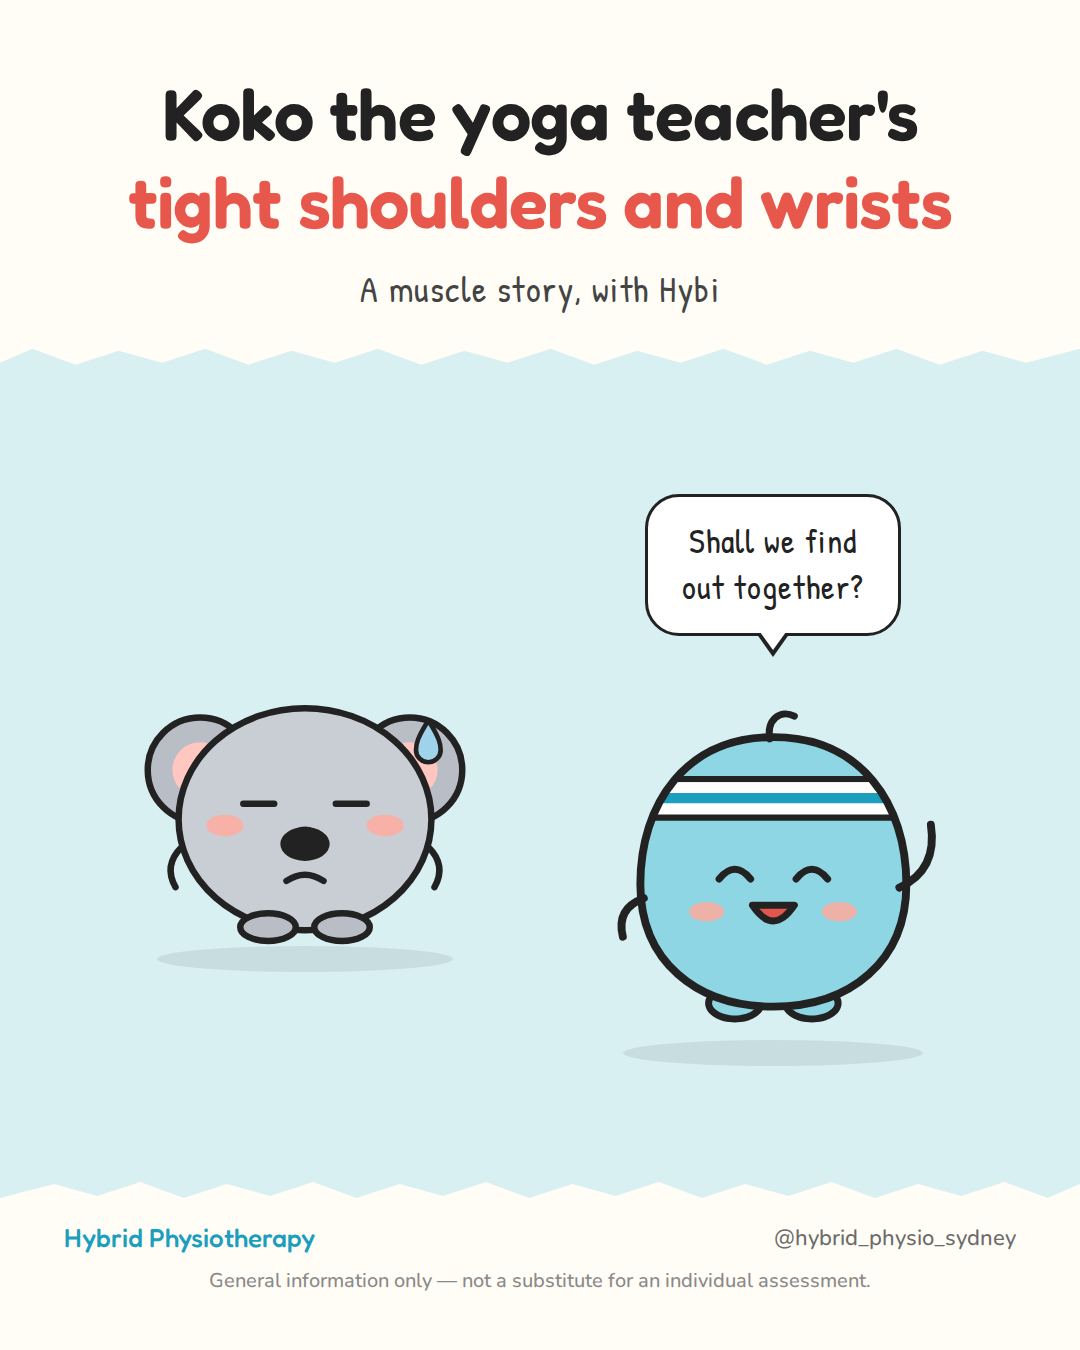 Koko the yoga teacher's
tight shoulders and wrists
A muscle story, with Hybi
Shall we find
out together?
Hybrid Physiotherapy
@hybrid_physio_sydney
General information only — not a substitute for an individual assessment.